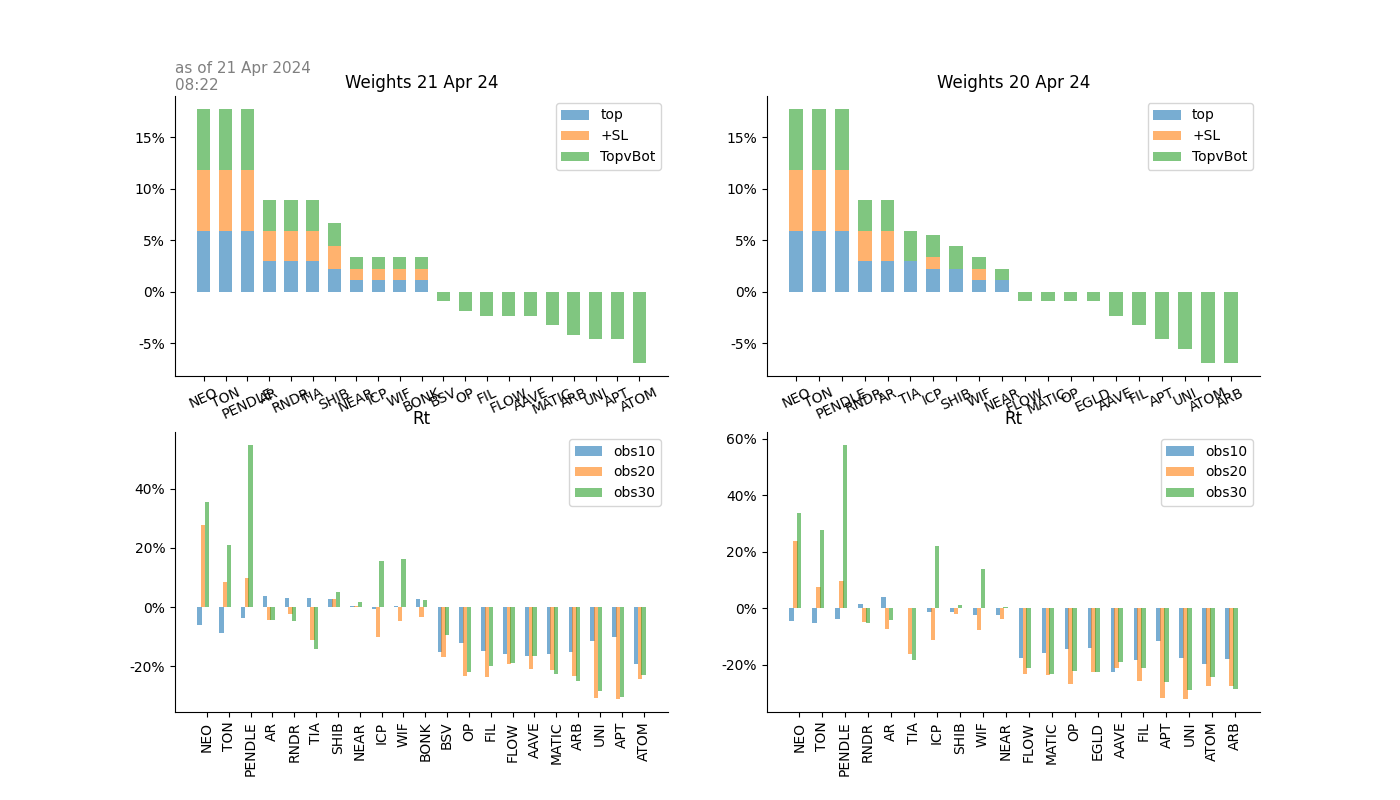 as of 21 Apr 2024
08:22
Weights 21 Apr 24
15%
10%
5%
0%
-5%
top
+SL
TopvBot
NEO TON PENDLE AR RNDR TIA SHIB NEAR ICP WIF BONK BSV OP FIL FLOW AAVE MATIC ARB UNI APT ATOM
Weights 20 Apr 24
15%
10%
5%
0%
-5%
top
+SL
TopvBot
NEO TON PENDLE RNDR AR TIA ICP SHIB WIF NEAR FLOW MATIC OP EGLD AAVE FIL APT UNI ATOM ARB
Rt
40%
20%
0%
-20%
obs10
obs20
obs30
NEO TON PENDLE AR RNDR TIA SHIB NEAR ICP WIF BONK BSV OP FIL FLOW AAVE MATIC ARB UNI APT ATOM
Rt
60%
40%
20%
0%
-20%
obs10
obs20
obs30
NEO TON PENDLE RNDR AR TIA ICP SHIB WIF NEAR FLOW MATIC OP EGLD AAVE FIL APT UNI ATOM ARB